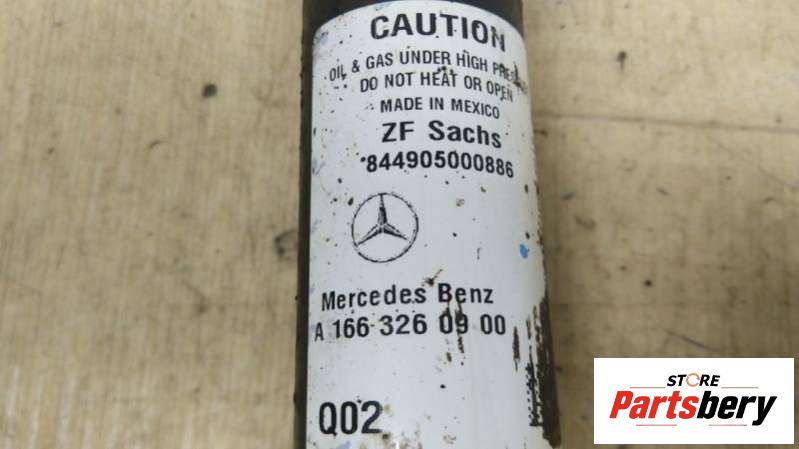 CAUTION
OIL & GAS UNDER HIGH
DO NOT HEAT OR OPEN
MADE IN MEXICO
ZF Sachs
844905000886
Mercedes Benz
A 166 326 09 00
Q02
STORE
Partsbery